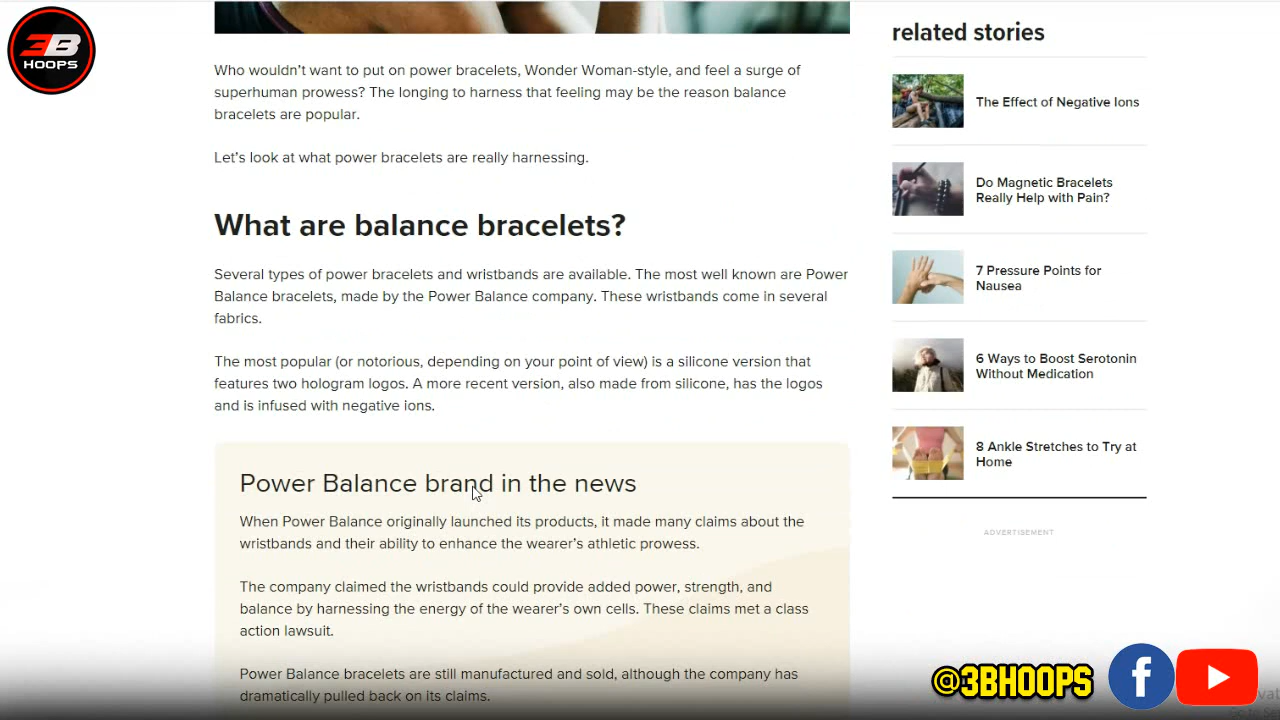 3B
HOOPS
Who wouldn't want to put on power bracelets, Wonder Woman-style, and feel a surge of
superhuman prowess? The longing to harness that feeling may be the reason balance
bracelets are popular.
Let's look at what power bracelets are really harnessing.
What are balance bracelets?
Several types of power bracelets and wristbands are available. The most well known are Power
Balance bracelets, made by the Power Balance company. These wristbands come in several
fabrics.
The most popular (or notorious, depending on your point of view) is a silicone version that
features two hologram logos. A more recent version, also made from silicone, has the logos
and is infused with negative ions.
Power Balance brand in the news
When Power Balance originally launched its products, it made many claims about the
wristbands and their ability to enhance the wearer's athletic prowess.
The company claimed the wristbands could provide added power, strength, and
balance by harnessing the energy of the wearer's own cells. These claims met a class
action lawsuit.
Power Balance bracelets are still manufactured and sold, although the company has
dramatically pulled back on its claims.
related stories
The Effect of Negative Ions
Do Magnetic Bracelets
Really Help with Pain?
7 Pressure Points for
Nausea
6 Ways to Boost Serotonin
Without Medication
8 Ankle Stretches to Try at
Home
ADVERTISEMENT
@3BHOOPS